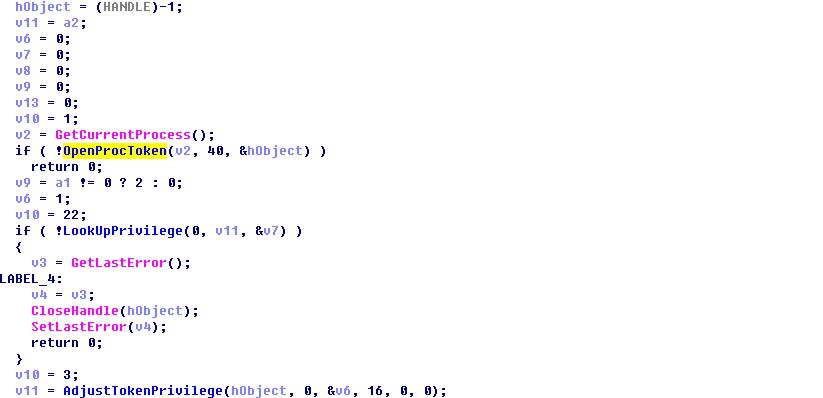 hObject = (HANDLE)-1;
v11 = a2;
v6 = 0;
v7 = 0;
v8 = 0;
v9 = 0;
v13 = 0;
v10 = 1;
v2 = GetCurrentProcess();
if ( !OpenProcToken(v2, 40, &hObject) )
return 0;
v9 = a1 != 0 ? 2 : 0;
v6 = 1;
v10 = 22;
if ( !LookUpPrivilege(0, v11, &v7) )
{
v3 = GetLastError();
LABEL_4:
v4 = v3;
CloseHandle(hObject);
SetLastError(v4);
return 0;
}
v10 = 3;
v11 = AdjustTokenPrivilege(hObject, 0, &v6, 16, 0, 0);